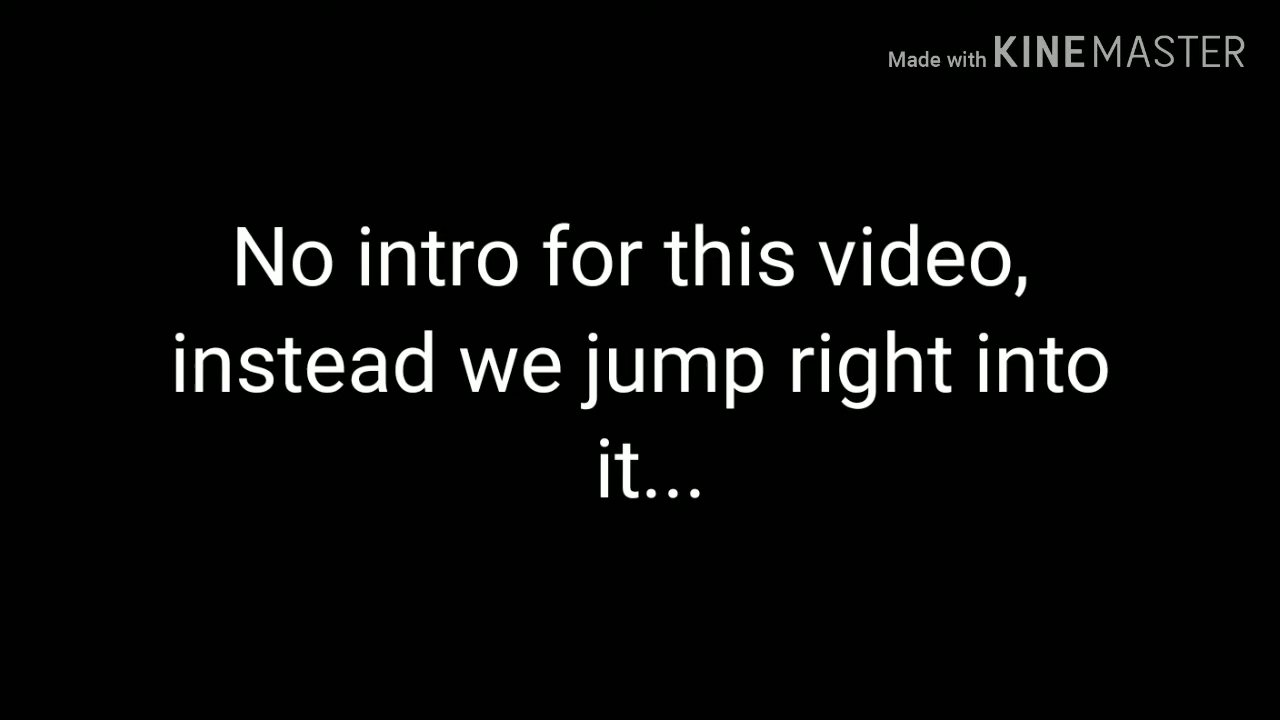 Made with KINEMASTER
No intro for this video,
instead we jump right into
it...